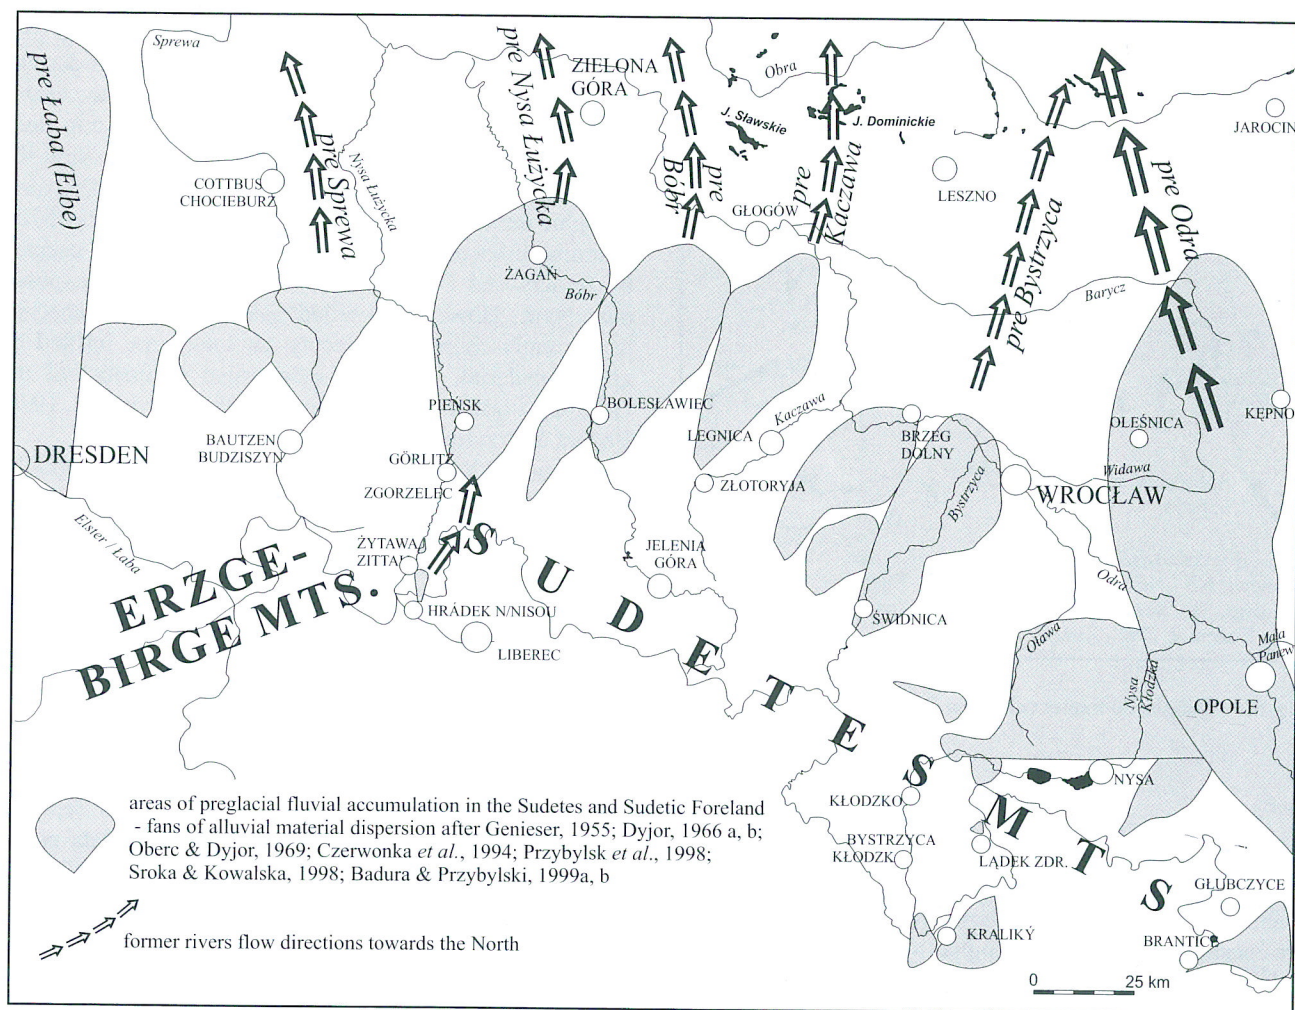 Sprewa
pre Łaba (Elbe)
pre Sprewa
Nysa Łużycka
pre Nysa Łużycka
ZIELONA
GÓRA
pre
Bóbr
Obra
J. Sławskie
J. Dominickie
pre
Kaczawa
LESZNO
pre Bystrzyca
pre Odra
JAROCIN
COTTBUS
CHOCIEBURZ
GŁOGÓW
ŻAGAŃ
Bóbr
Barycz
PIEŃSK
BOLESŁAWIEC
Kaczawa
LEGNICA
BRZEG
DOLNY
OLEŚNICA
KĘPNO
DRESDEN
BAUTZEN
BUDZISZYN
GÖRLITZ
ZGORZELEC
ZŁOTORYJA
Bystrzyca
WROCŁAW
Widawa
Elster / Laba
ŻYTAWA
ZITTAU
JELENIA
GÓRA
Odra
ERZGE-
BIRGE MTS.
SUDETES MTS
HRÁDEK N/NISOU
LIBEREC
ŚWIDNICA
Oława
Nysa
Kłodzka
Mała
Panew
OPOLE
NYSA
KŁODZKO
BYSTRZYCA
KŁODZK
LĄDEK ZDR.
GŁUBCZYCE
KRALIKÝ
BRANTICE
areas of preglacial fluvial accumulation in the Sudetes and Sudetic Foreland
- fans of alluvial material dispersion after Genieser, 1955; Dyjor, 1966 a, b;
Oberc & Dyjor, 1969; Czerwonka et al., 1994; Przybylsk et al., 1998;
Sroka & Kowalska, 1998; Badura & Przybylski, 1999a, b
former rivers flow directions towards the North
0 25 km